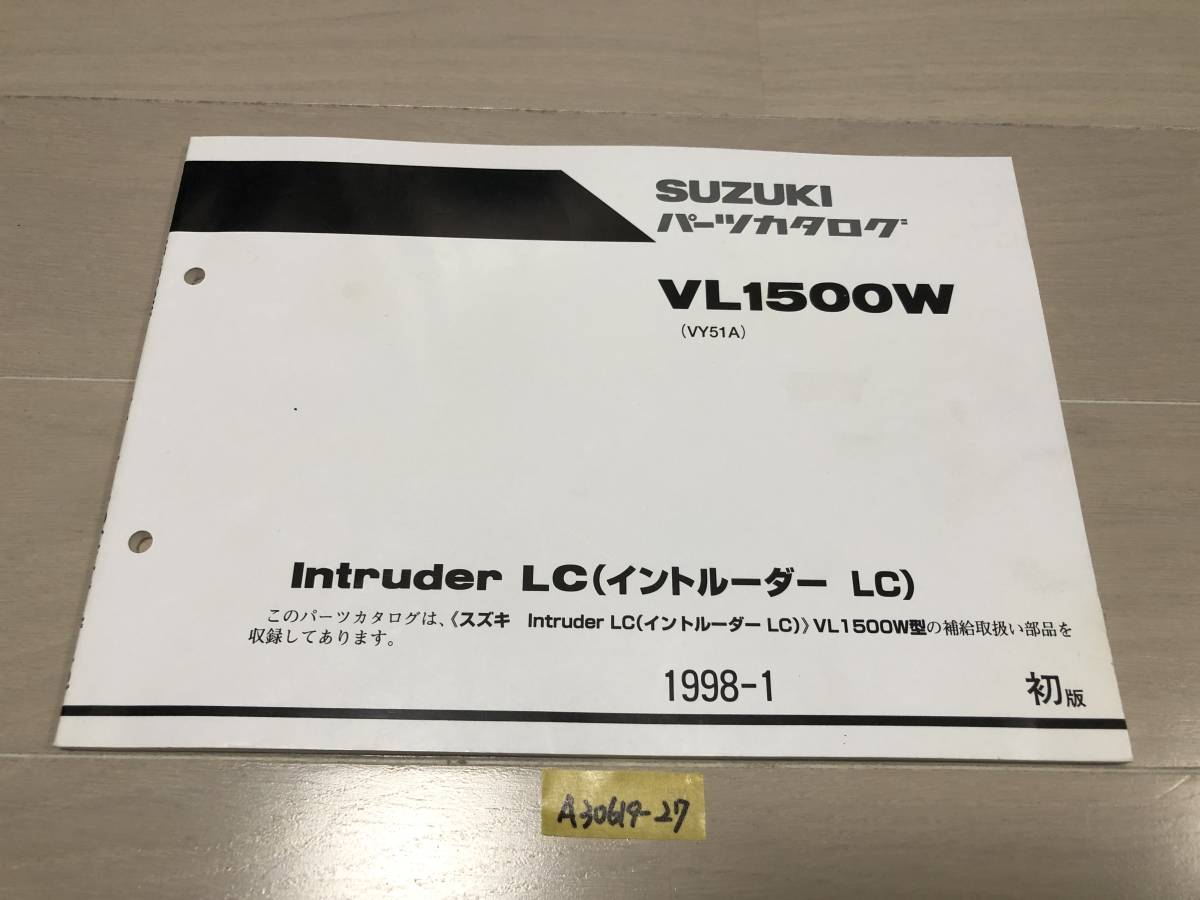 SUZUKI
パーツカタログ
VL1500W
(VY51A)
Intruder LC(イントルーダー LC)
このパーツカタログは、《スズキ Intruder LC(イントルーダー LC)》VL1500W型の補給取扱い部品を
収録してあります。
1998-1 初版
A30619-27